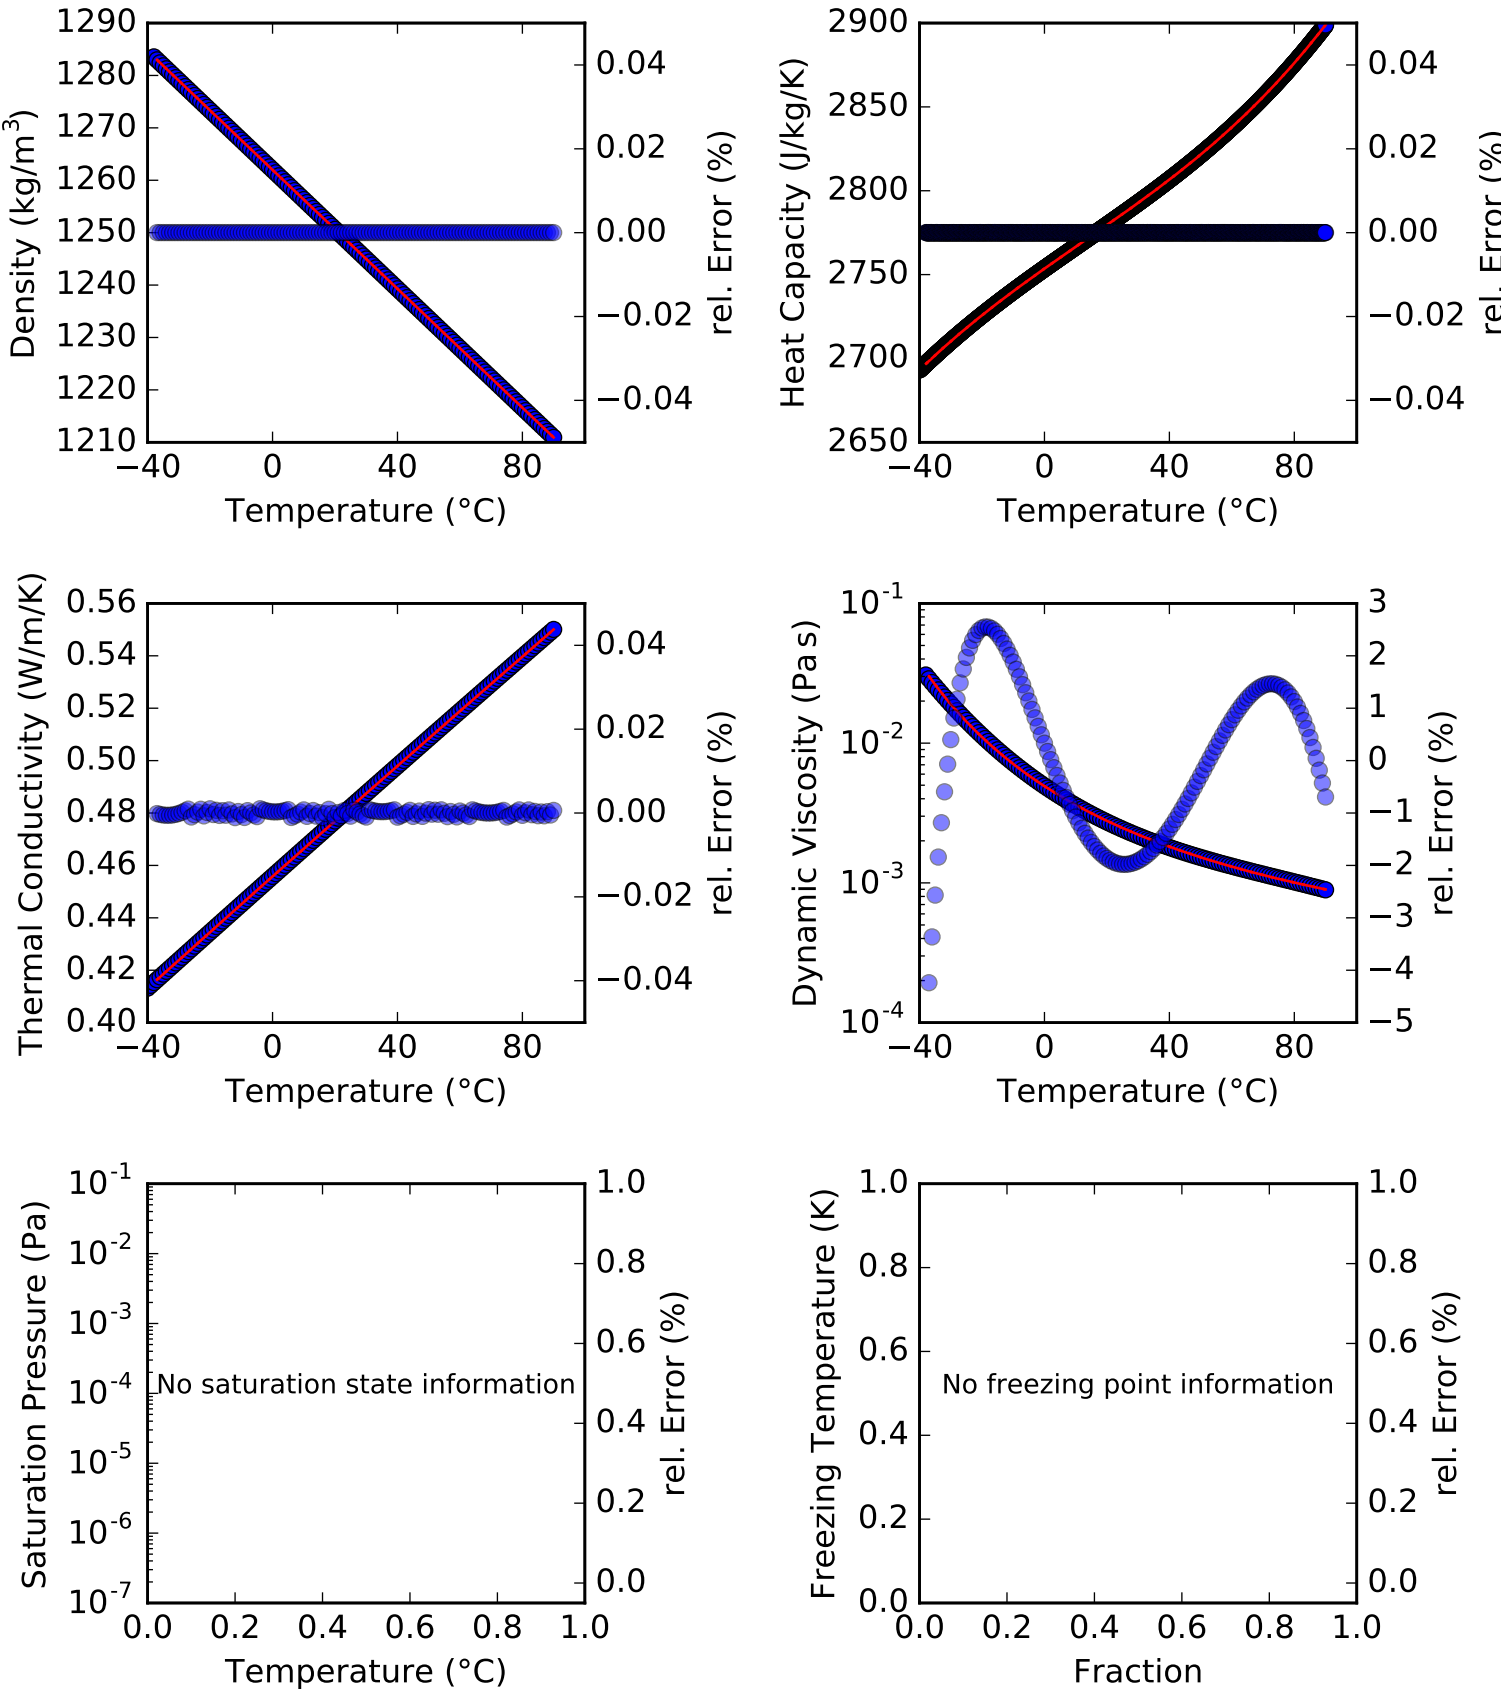 1290
1280
1270
1260
1250
1240
1230
1220
1210
Density (kg/m³)
0.04
0.02
0.00
−0.02
−0.04
rel. Error (%)
−40 0 40 80
Temperature (°C)
2900
2850
2800
2750
2700
2650
Heat Capacity (J/kg/K)
0.04
0.02
0.00
−0.02
−0.04
rel. Error (%)
−40 0 40 80
Temperature (°C)
0.56
0.54
0.52
0.50
0.48
0.46
0.44
0.42
0.40
Thermal Conductivity (W/m/K)
0.04
0.02
0.00
−0.02
−0.04
rel. Error (%)
−40 0 40 80
Temperature (°C)
10⁻¹
10⁻²
10⁻³
10⁻⁴
Dynamic Viscosity (Pa s)
3
2
1
0
−1
−2
−3
−4
−5
rel. Error (%)
−40 0 40 80
Temperature (°C)
10⁻¹
10⁻²
10⁻³
10⁻⁴
10⁻⁵
10⁻⁶
10⁻⁷
Saturation Pressure (Pa)
No saturation state information
1.0
0.8
0.6
0.4
0.2
0.0
rel. Error (%)
0.0 0.2 0.4 0.6 0.8 1.0
Temperature (°C)
1.0
0.8
0.6
0.4
0.2
0.0
Freezing Temperature (K)
No freezing point information
1.0
0.8
0.6
0.4
0.2
0.0
rel. Error (%)
0.0 0.2 0.4 0.6 0.8 1.0
Fraction